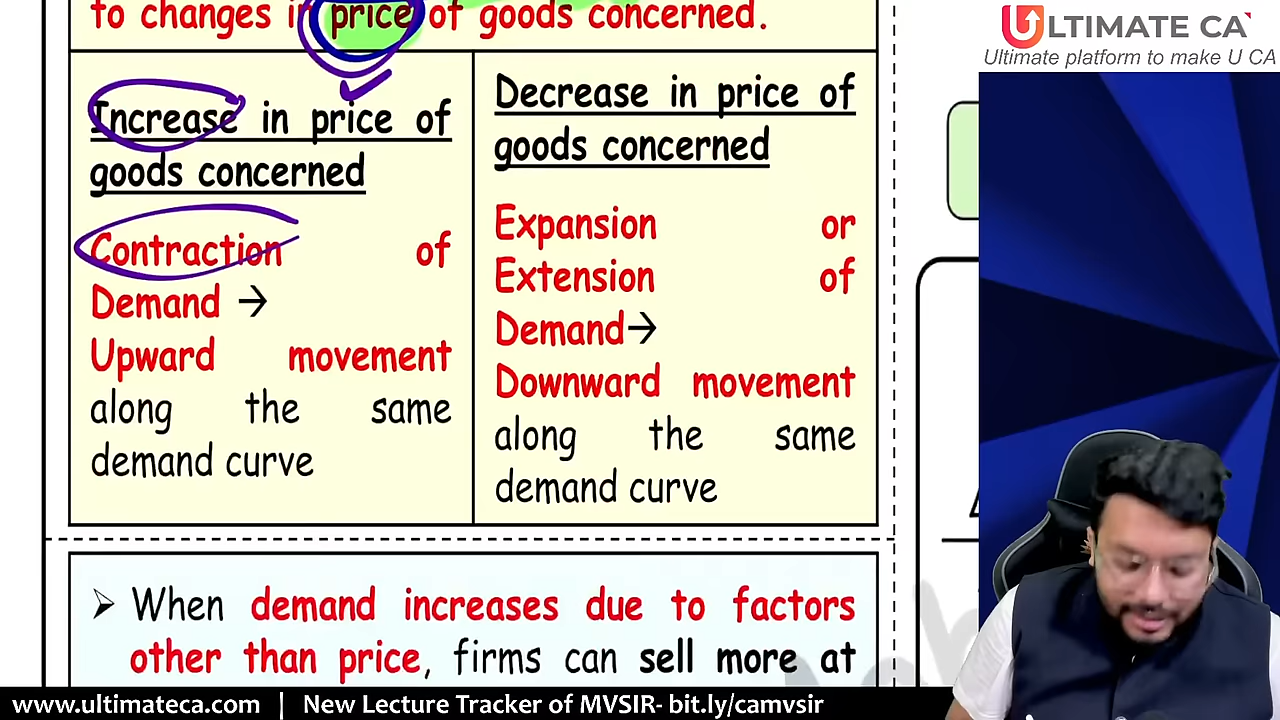 to changes in price of goods concerned.
Increase in price of
goods concerned
Contraction of
Demand →
Upward movement
along the same
demand curve
Decrease in price of
goods concerned
Expansion or
Extension of
Demand→
Downward movement
along the same
demand curve
➢ When demand increases due to factors
other than price, firms can sell more at
ULTIMATE CA
Ultimate platform to make U CA
www.ultimateca.com | New Lecture Tracker of MVSIR- bit.ly/camvsir